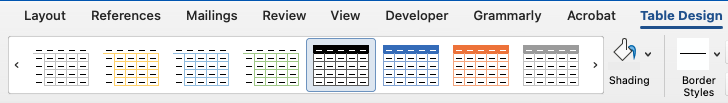 Layout References Mailings Review View Developer Grammarly Acrobat Table Design
Shading
Border
Styles